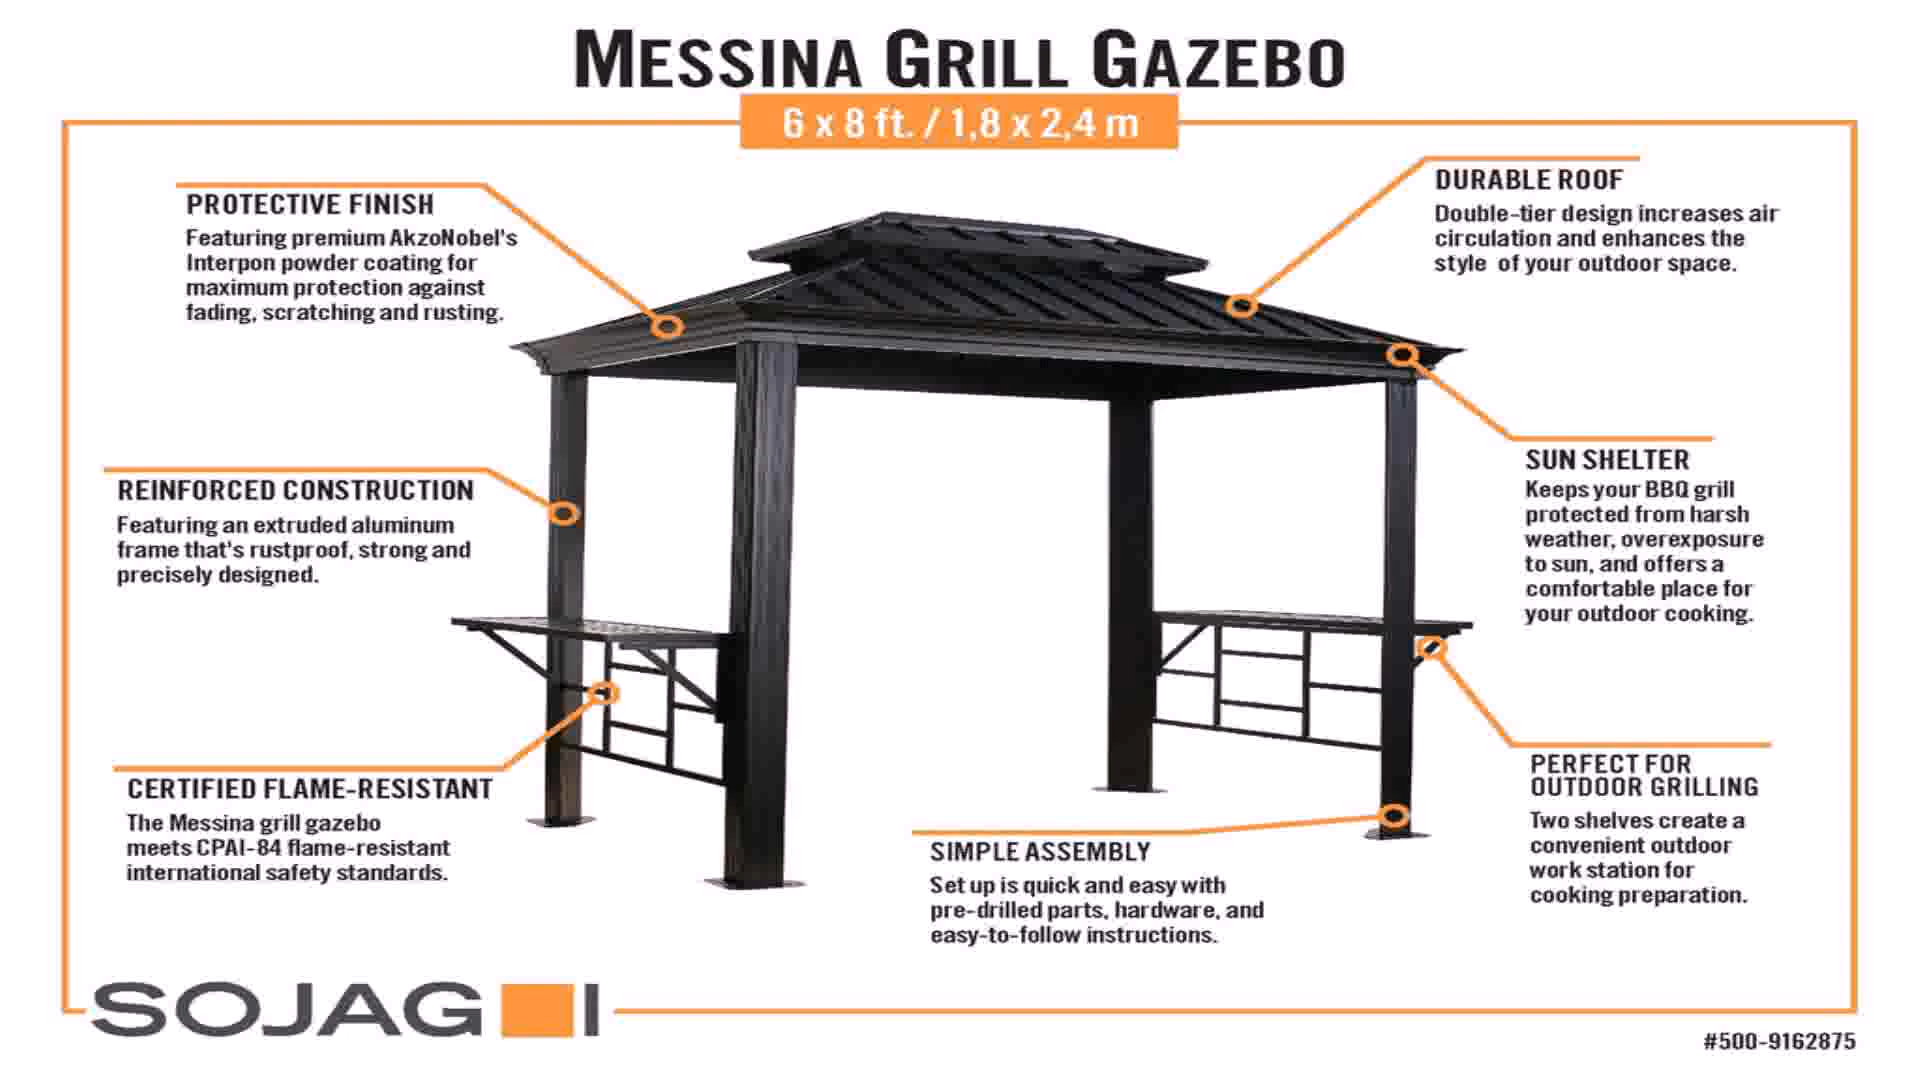 MESSINA GRILL GAZEBO
6 x 8 ft. / 1,8 x 2,4 m
PROTECTIVE FINISH
Featuring premium AkzoNobel's
Interpon powder coating for
maximum protection against
fading, scratching and rusting.
DURABLE ROOF
Double-tier design increases air
circulation and enhances the
style of your outdoor space.
REINFORCED CONSTRUCTION
Featuring an extruded aluminum
frame that's rustproof, strong and
precisely designed.
SUN SHELTER
Keeps your BBQ grill
protected from harsh
weather, overexposure
to sun, and offers a
comfortable place for
your outdoor cooking.
CERTIFIED FLAME-RESISTANT
The Messina grill gazebo
meets CPAI-84 flame-resistant
international safety standards.
SIMPLE ASSEMBLY
Set up is quick and easy with
pre-drilled parts, hardware, and
easy-to-follow instructions.
PERFECT FOR
OUTDOOR GRILLING
Two shelves create a
convenient outdoor
work station for
cooking preparation.
SOJAG I
#500-9162875